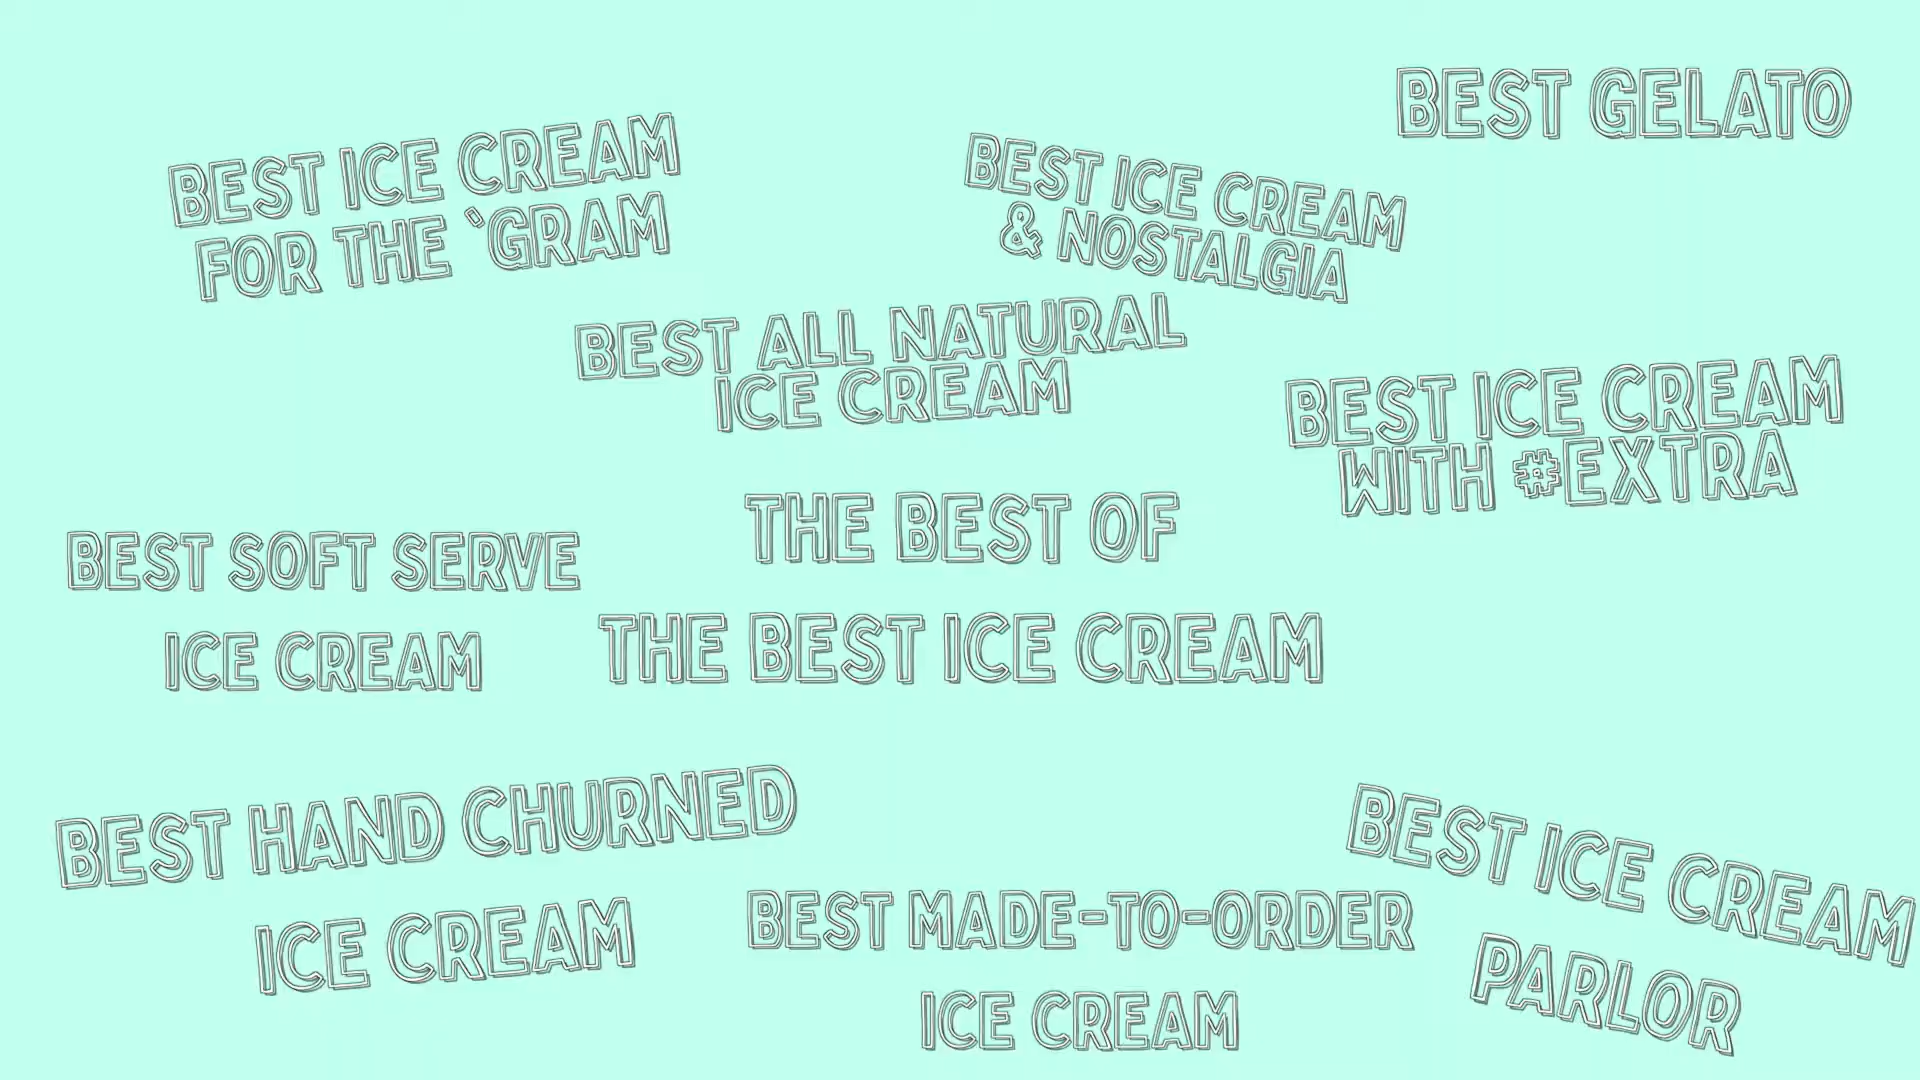 BEST GELATO
BEST ICE CREAM
FOR THE 'GRAM
BEST ICE CREAM
& NOSTALGIA
BEST ALL NATURAL
ICE CREAM
BEST ICE CREAM
WITH #EXTRA
THE BEST OF
THE BEST ICE CREAM
BEST SOFT SERVE
ICE CREAM
BEST HAND CHURNED
ICE CREAM
BEST MADE-TO-ORDER
ICE CREAM
BEST ICE CREAM
PARLOR